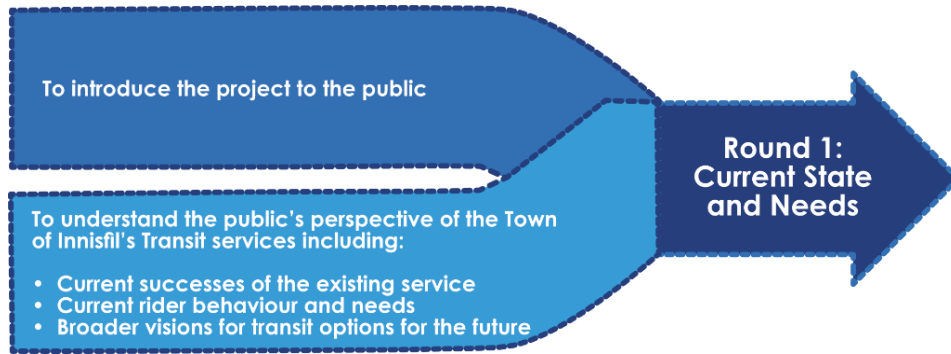 To introduce the project to the public
To understand the public's perspective of the Town
of Innisfil's Transit services including:
• Current successes of the existing service
• Current rider behaviour and needs
• Broader visions for transit options for the future
Round 1:
Current State
and Needs